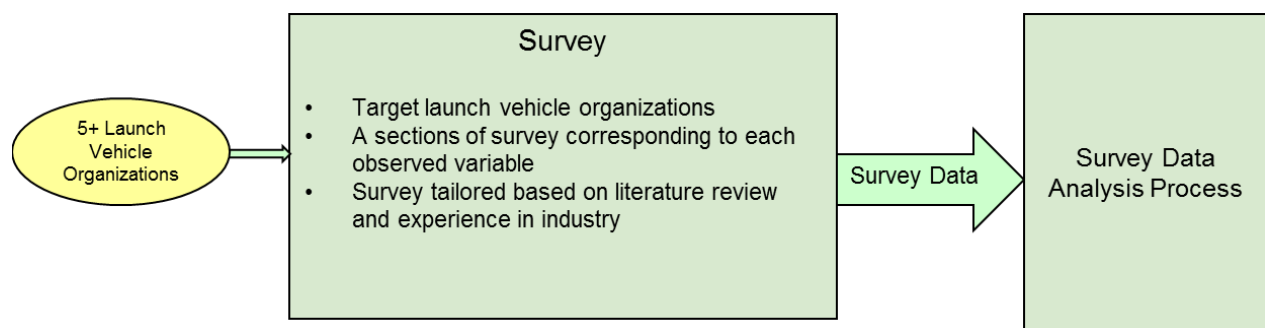 Survey
5+ Launch
Vehicle
Organizations
• Target launch vehicle organizations
• A sections of survey corresponding to each
observed variable
• Survey tailored based on literature review
and experience in industry
Survey Data
Survey Data
Analysis Process